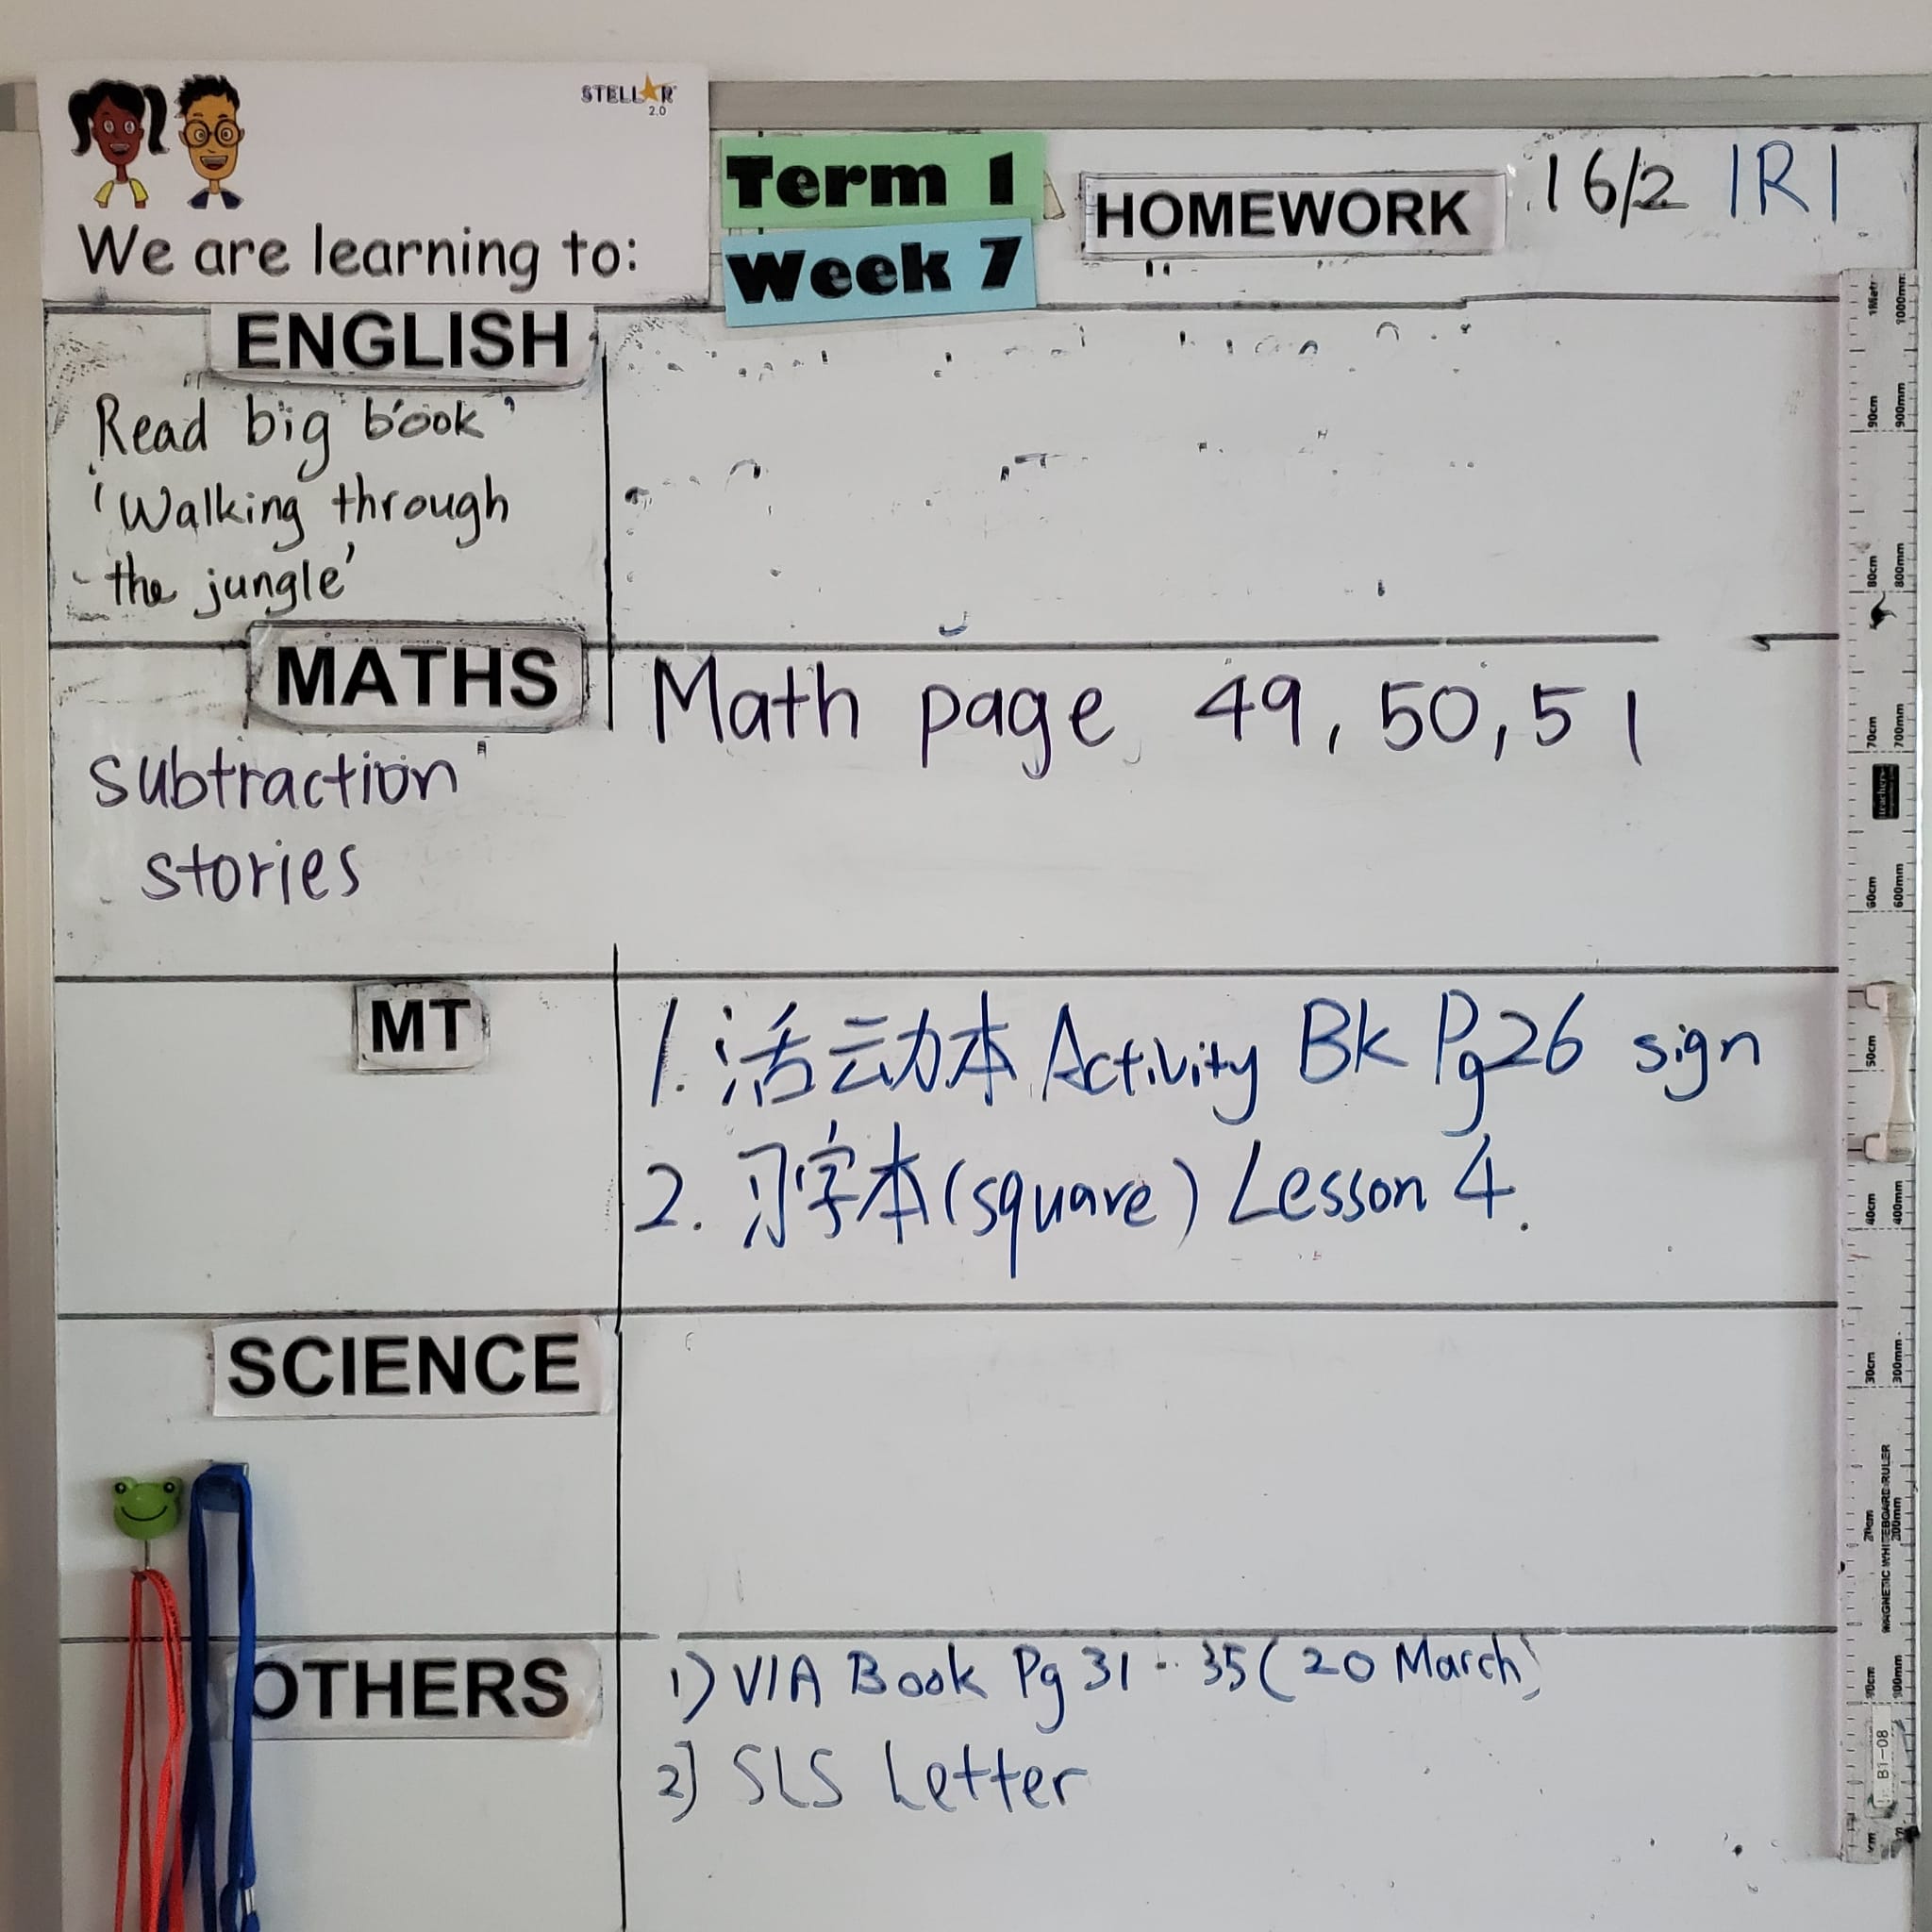 STELLAR
2.0
We are learning to:
Term 1
Week 7
HOMEWORK
16/2 1R1
ENGLISH
Read big book
'Walking through
the jungle'
MATHS
subtraction
stories
Math page 49, 50, 51
MT
1. 活动本 Activity Bk Pg26 sign
2. 习字本 (square) Lesson 4.
SCIENCE
OTHERS
1) VIA Book Pg 31 - 35 (20 March)
2) SLS Letter
1000mm
90cm 900mm
80cm 800mm
70cm 700mm
60cm 600mm
50cm
40cm 400mm
30cm 300mm
MAGNETIC WHITEBOARD RULER
20cm 200mm
10cm 100mm
B1-08